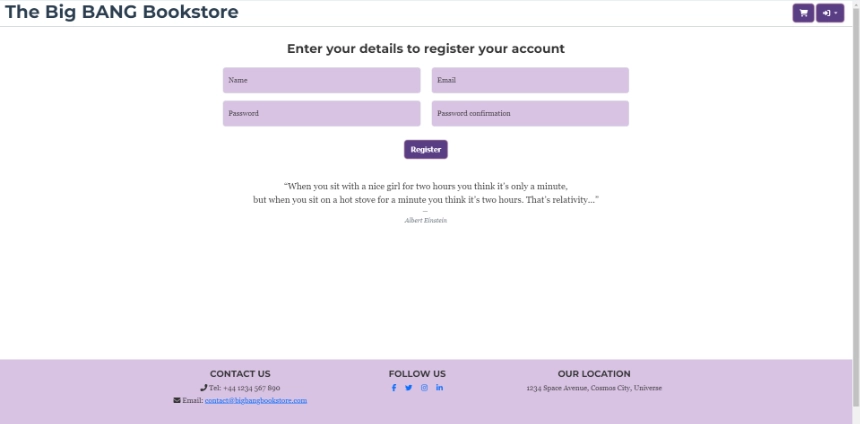 The Big BANG Bookstore
Enter your details to register your account
Name
Email
Password
Password confirmation
Register
“When you sit with a nice girl for two hours you think it’s only a minute,
but when you sit on a hot stove for a minute you think it’s two hours. That’s relativity...”
–
Albert Einstein
CONTACT US
Tel: +44 1234 567 890
Email: contact@bigbangbookstore.com
FOLLOW US
OUR LOCATION
1234 Space Avenue, Cosmos City, Universe